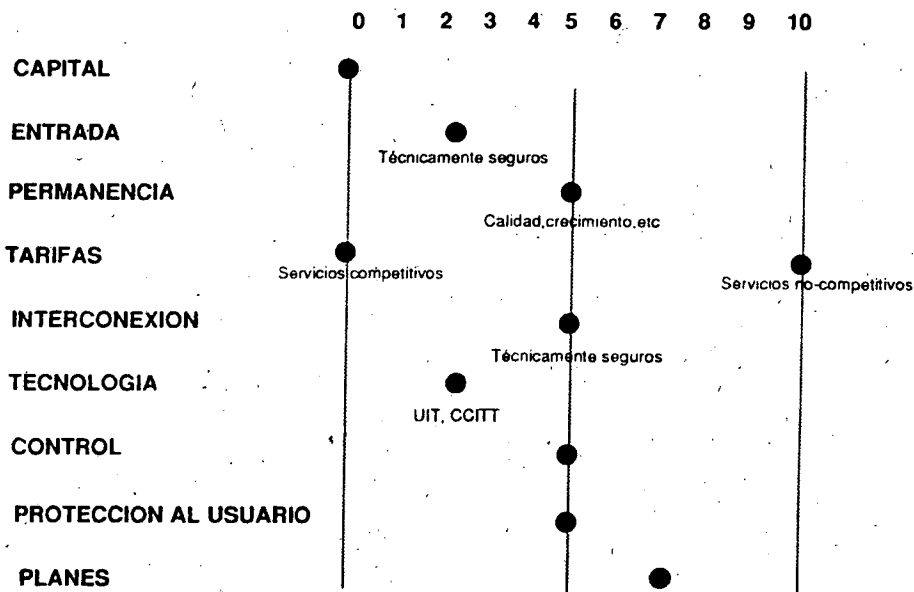 0 1 2 3 4 5 6 7 8 9 10
CAPITAL
ENTRADA
Técnicamente seguros
PERMANENCIA
Calidad,crecimiento,etc
TARIFAS
Servicios competitivos
Servicios no-competitivos
INTERCONEXION
Técnicamente seguros
TECNOLOGIA
UIT, CCITT
CONTROL
PROTECCION AL USUARIO
PLANES